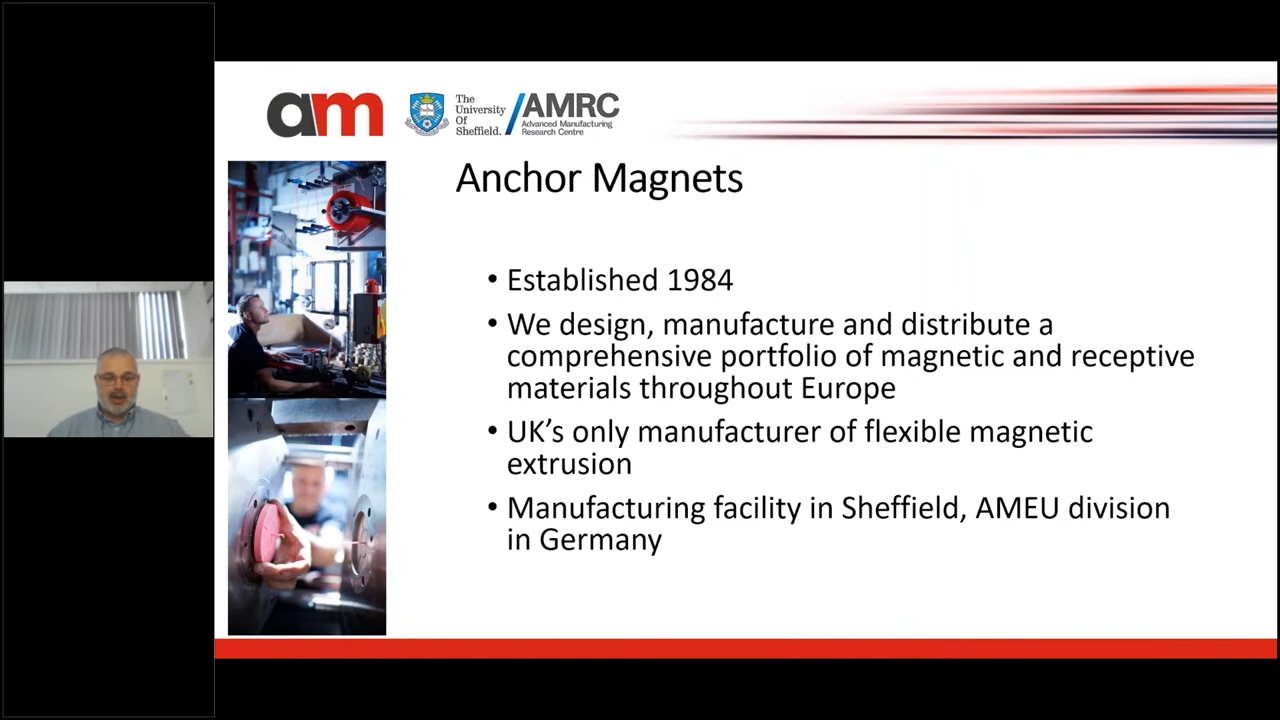 am
The
University
Of
Sheffield.
AMRC
Advanced Manufacturing
Research Centre
Anchor Magnets
• Established 1984
• We design, manufacture and distribute a
comprehensive portfolio of magnetic and receptive
materials throughout Europe
• UK’s only manufacturer of flexible magnetic
extrusion
• Manufacturing facility in Sheffield, AMEU division
in Germany